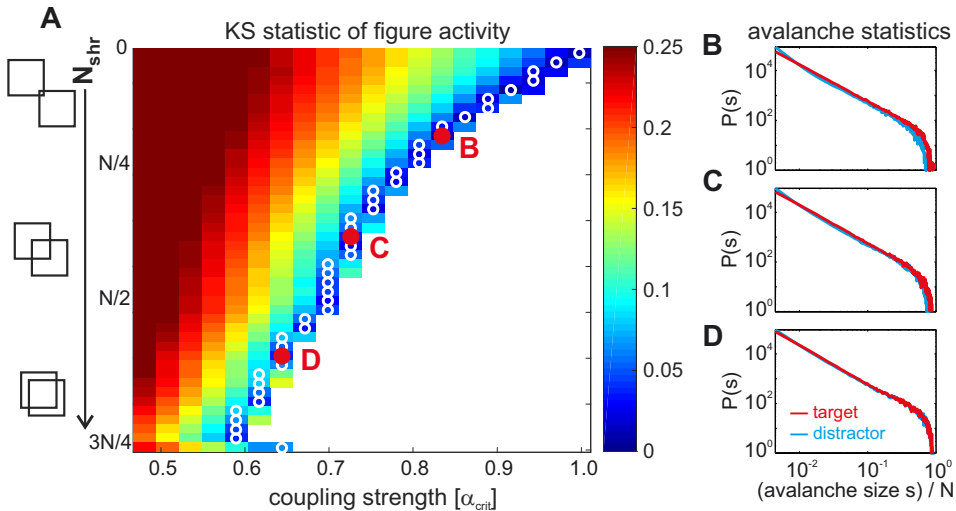 A
KS statistic of figure activity
N_shr
0
N/4
N/2
3N/4
B
C
D
0.5
0.6
0.7
0.8
0.9
1.0
coupling strength [α_crit]
0.25
0.2
0.15
0.1
0.05
0
avalanche statistics
B
P(s)
10^4
10^2
10^0
C
P(s)
10^4
10^2
10^0
D
P(s)
10^4
10^2
10^0
target
distractor
10^-2
10^-1
10^0
(avalanche size s) / N